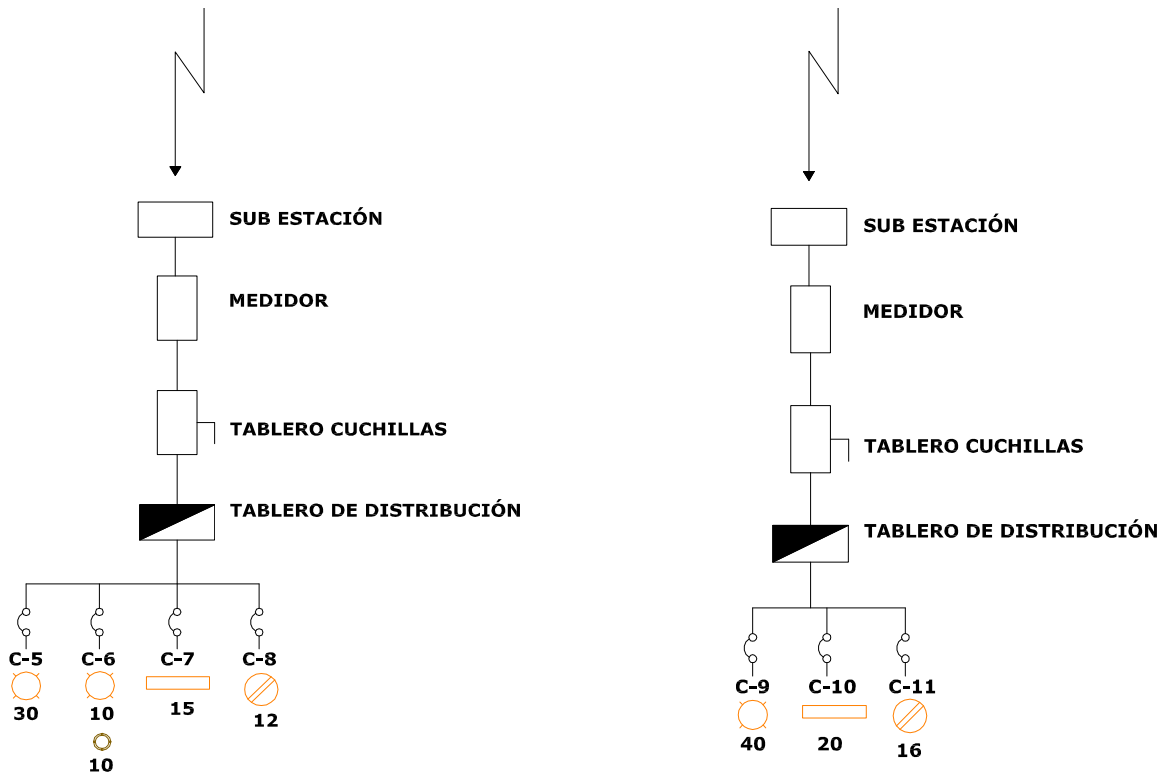 SUB ESTACIÓN
MEDIDOR
TABLERO CUCHILLAS
TABLERO DE DISTRIBUCIÓN
C-5 C-6 C-7 C-8
30 10 15 12
10
SUB ESTACIÓN
MEDIDOR
TABLERO CUCHILLAS
TABLERO DE DISTRIBUCIÓN
C-9 C-10 C-11
40 20 16